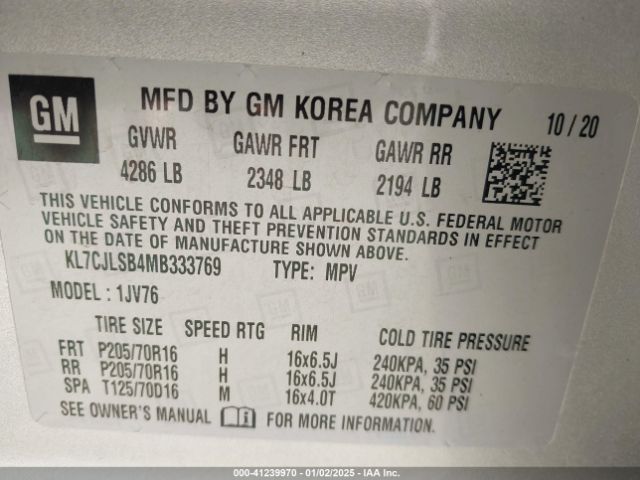 GM
MFD BY GM KOREA COMPANY 10 / 20
GVWR GAWR FRT GAWR RR
4286 LB 2348 LB 2194 LB
THIS VEHICLE CONFORMS TO ALL APPLICABLE U.S. FEDERAL MOTOR
VEHICLE SAFETY AND THEFT PREVENTION STANDARDS IN EFFECT
ON THE DATE OF MANUFACTURE SHOWN ABOVE.
KL7CJLSB4MB333769 TYPE: MPV
MODEL : 1JV76
TIRE SIZE SPEED RTG RIM COLD TIRE PRESSURE
FRT P205/70R16 H 16x6.5J 240KPA, 35 PSI
RR P205/70R16 H 16x6.5J 240KPA, 35 PSI
SPA T125/70D16 M 16x4.0T 420KPA, 60 PSI
SEE OWNER'S MANUAL FOR MORE INFORMATION.
000-41239970 - 01/02/2025 - IAA Inc.